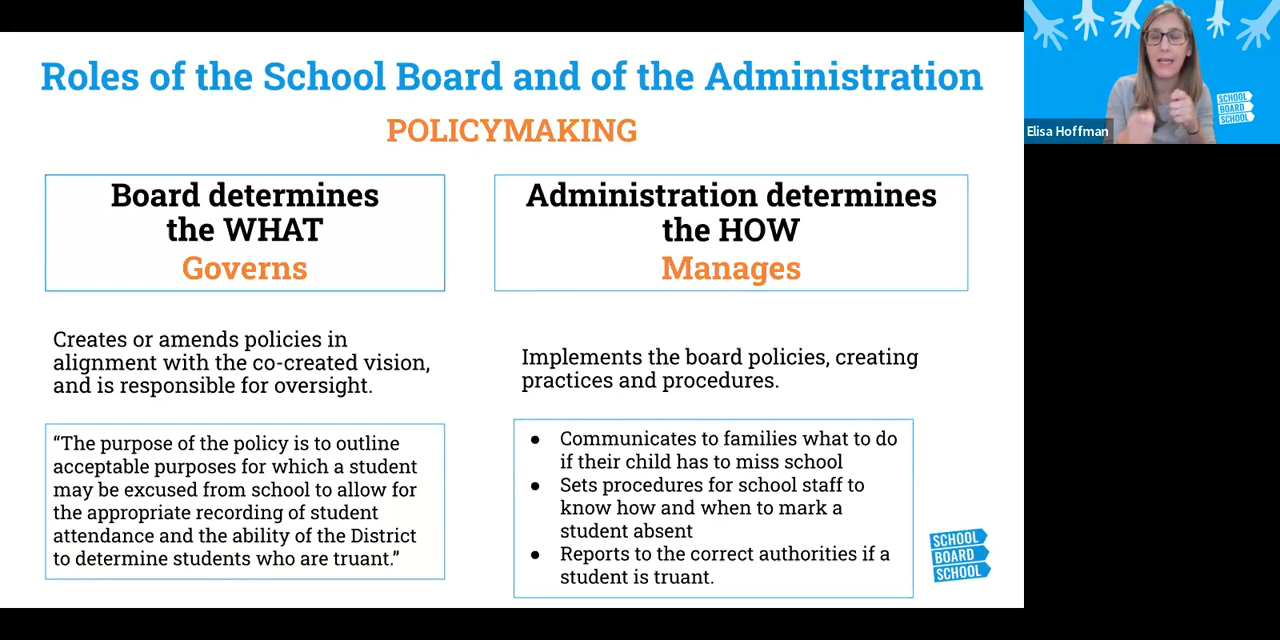 Roles of the School Board and of the Administration
POLICYMAKING
Board determines
the WHAT
Governs
Administration determines
the HOW
Manages
Creates or amends policies in
alignment with the co-created vision,
and is responsible for oversight.
Implements the board policies, creating
practices and procedures.
“The purpose of the policy is to outline
acceptable purposes for which a student
may be excused from school to allow for
the appropriate recording of student
attendance and the ability of the District
to determine students who are truant.”
● Communicates to families what to do
if their child has to miss school
● Sets procedures for school staff to
know how and when to mark a
student absent
● Reports to the correct authorities if a
student is truant.
SCHOOL
BOARD
SCHOOL
SCHOOL
BOARD
SCHOOL
Elisa Hoffman